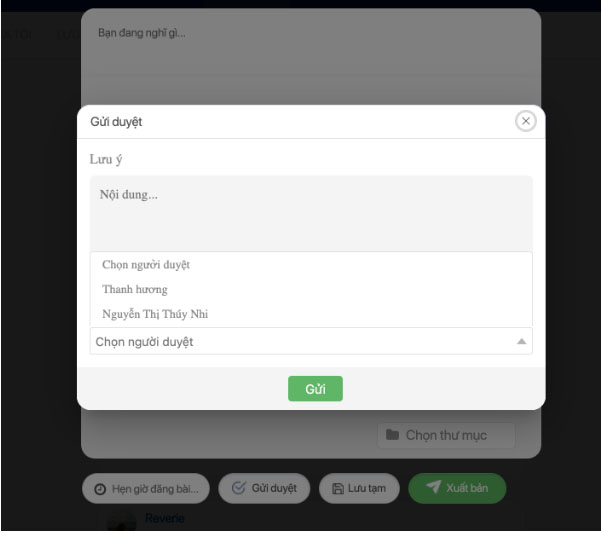 Bạn đang nghĩ gì...
Gửi duyệt
Lưu ý
Nội dung...
Chọn người duyệt
Thanh hương
Nguyễn Thị Thúy Nhi
Chọn người duyệt
Gửi
Chọn thư mục
Hẹn giờ đăng bài...
Gửi duyệt
Lưu tạm
Xuất bản
Reverie